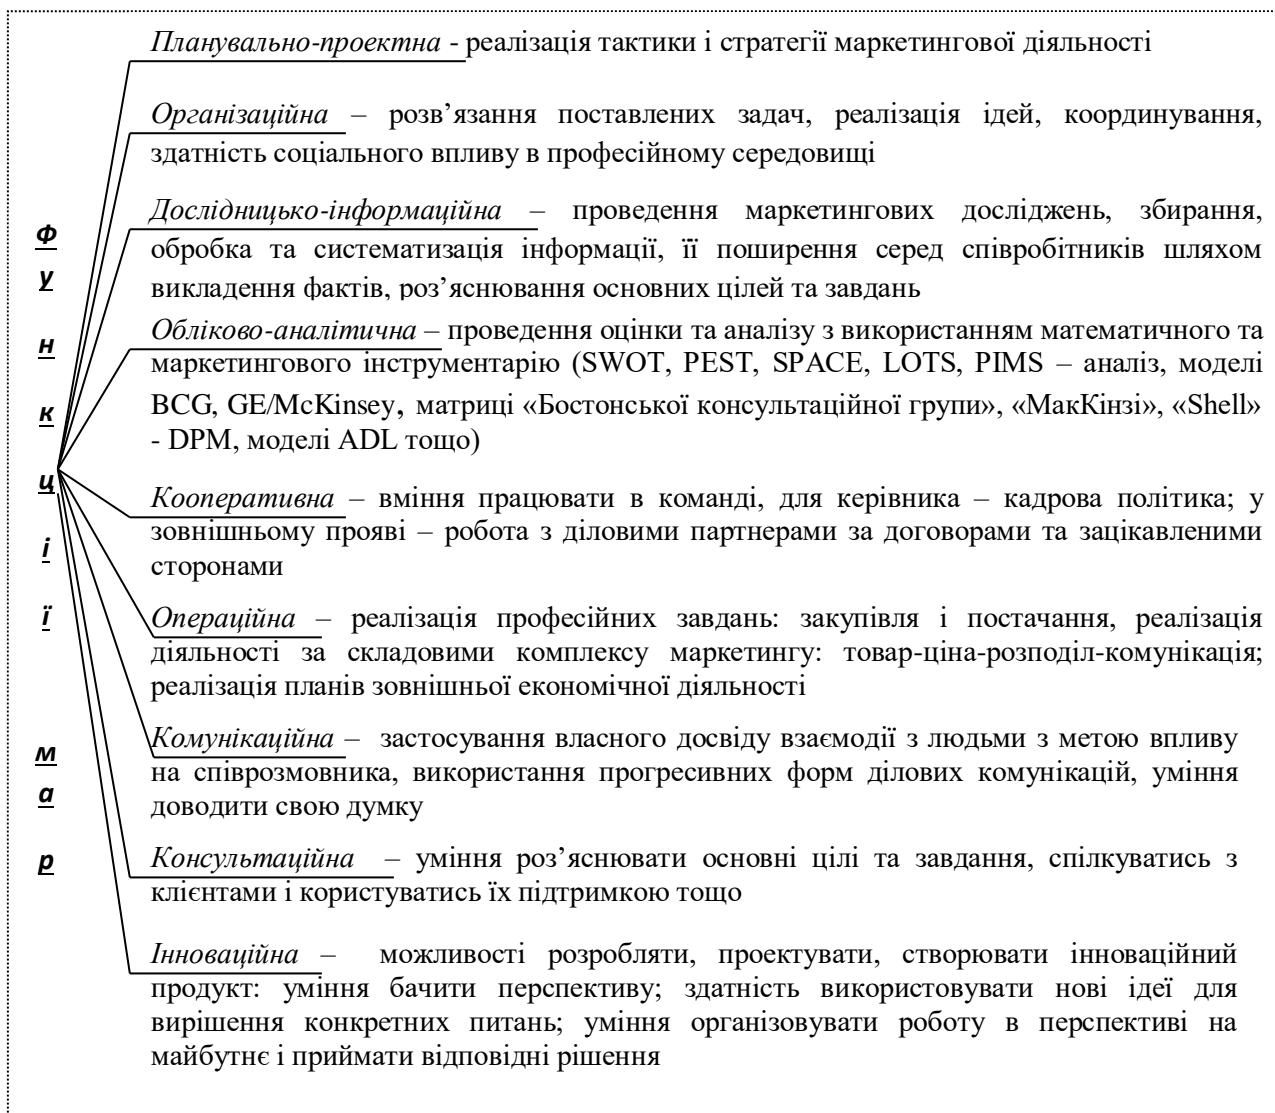 Планувально-проектна - реалізація тактики і стратегії маркетингової діяльності
Організаційна – розв’язання поставлених задач, реалізація ідей, координування,
здатність соціального впливу в професійному середовищі
Дослідницько-інформаційна – проведення маркетингових досліджень, збирання,
обробка та систематизація інформації, її поширення серед співробітників шляхом
викладення фактів, роз’яснювання основних цілей та завдань
Обліково-аналітична – проведення оцінки та аналізу з використанням математичного та
маркетингового інструментарію (SWOT, PEST, SPACE, LOTS, PIMS – аналіз, моделі
BCG, GE/McKinsey, матриці «Бостонської консультаційної групи», «МакКінзі», «Shell»
- DPM, моделі ADL тощо)
Кооперативна – вміння працювати в команді, для керівника – кадрова політика; у
зовнішньому прояві – робота з діловими партнерами за договорами та зацікавленими
сторонами
Операційна – реалізація професійних завдань: закупівля і постачання, реалізація
діяльності за складовими комплексу маркетингу: товар-ціна-розподіл-комунікація;
реалізація планів зовнішньої економічної діяльності
Комунікаційна – застосування власного досвіду взаємодії з людьми з метою впливу
на співрозмовника, використання прогресивних форм ділових комунікацій, уміння
доводити свою думку
Консультаційна – уміння роз’яснювати основні цілі та завдання, спілкуватись з
клієнтами і користуватись їх підтримкою тощо
Інноваційна – можливості розробляти, проектувати, створювати інноваційний
продукт: уміння бачити перспективу; здатність використовувати нові ідеї для
вирішення конкретних питань; уміння організовувати роботу в перспективі на
майбутнє і приймати відповідні рішення
Ф
у
н
к
ц
і
ї
м
а
р